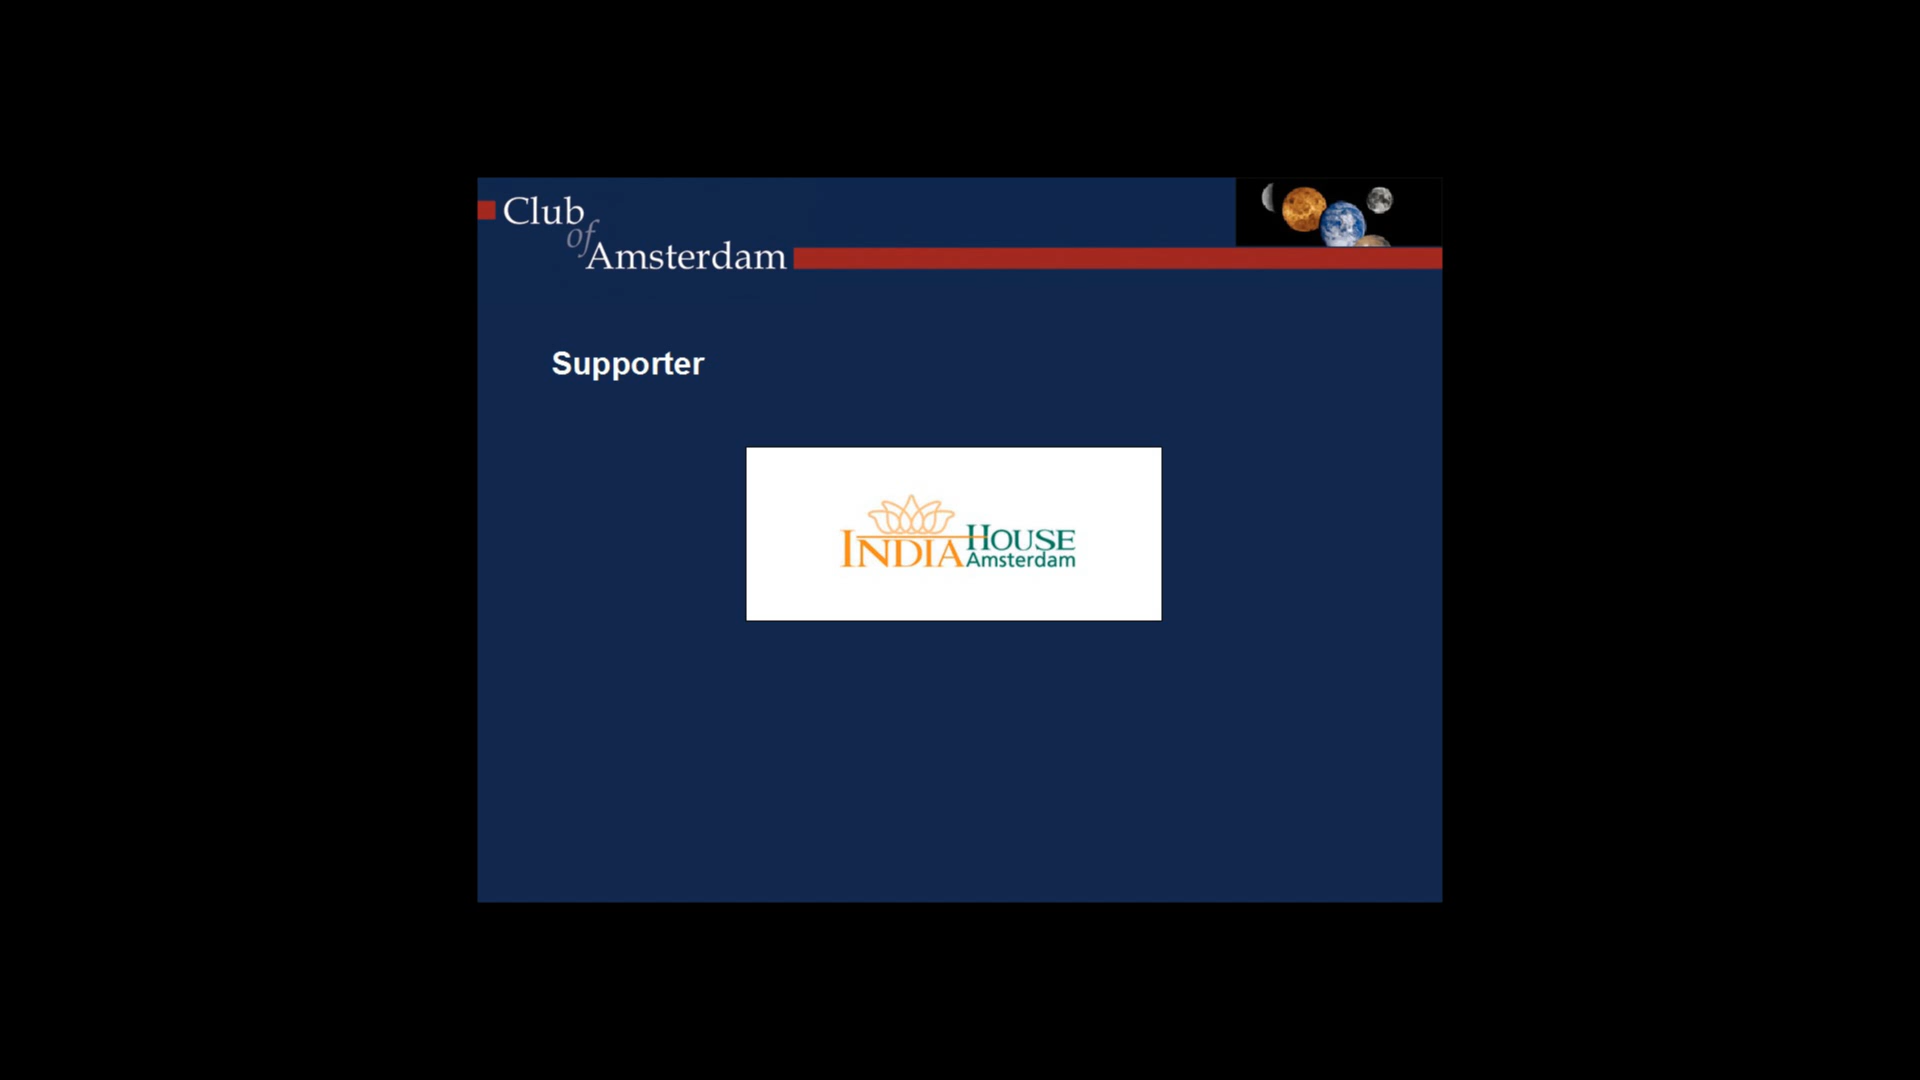 Club
of
Amsterdam
Supporter
INDIA HOUSE
Amsterdam